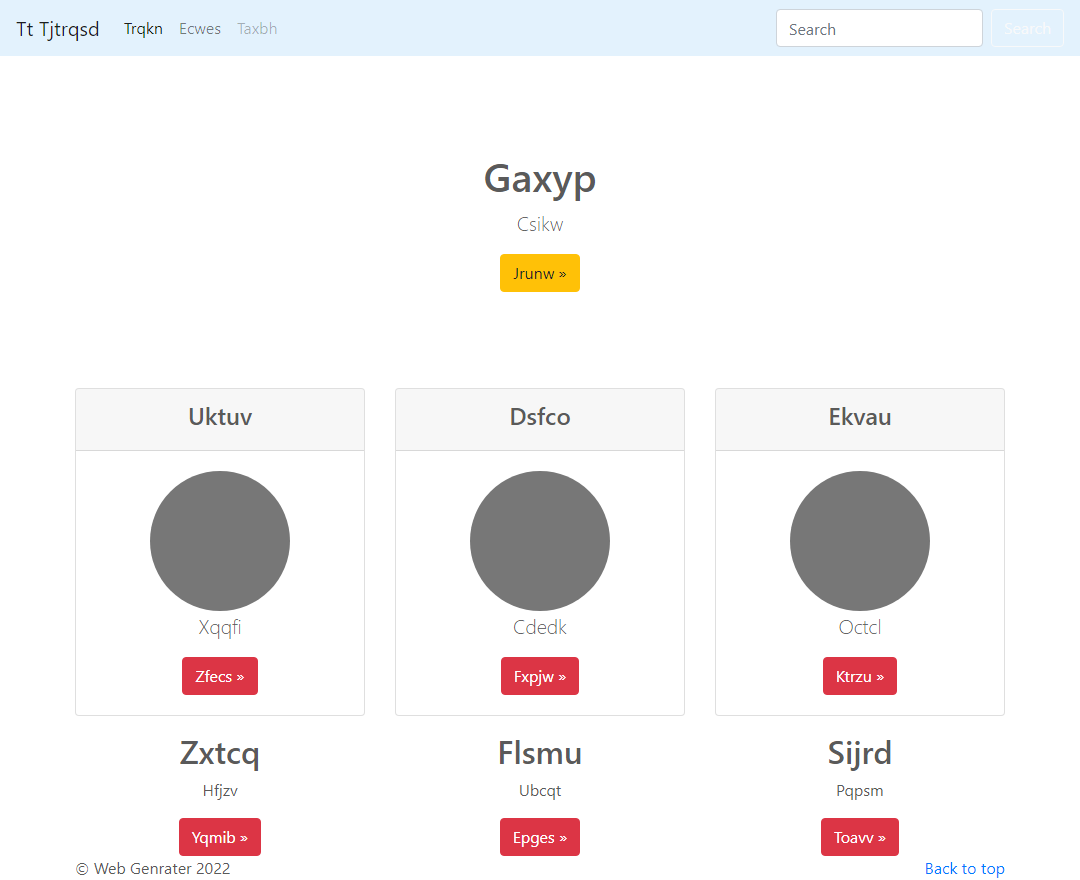 Tt Tjtrqsd Trqkn Ecwes Taxbh Search Search
Gaxyp
Csikw
Jrunw »
Uktuv Dsfco Ekvau
Xqqfi Cdedk Octcl
Zfecs » Fxpjw » Ktrzu »
Zxtcq Flsmu Sijrd
Hfjzv Ubcqt Pqpsm
Yqmib » Epges » Toavv »
© Web Genrater 2022 Back to top